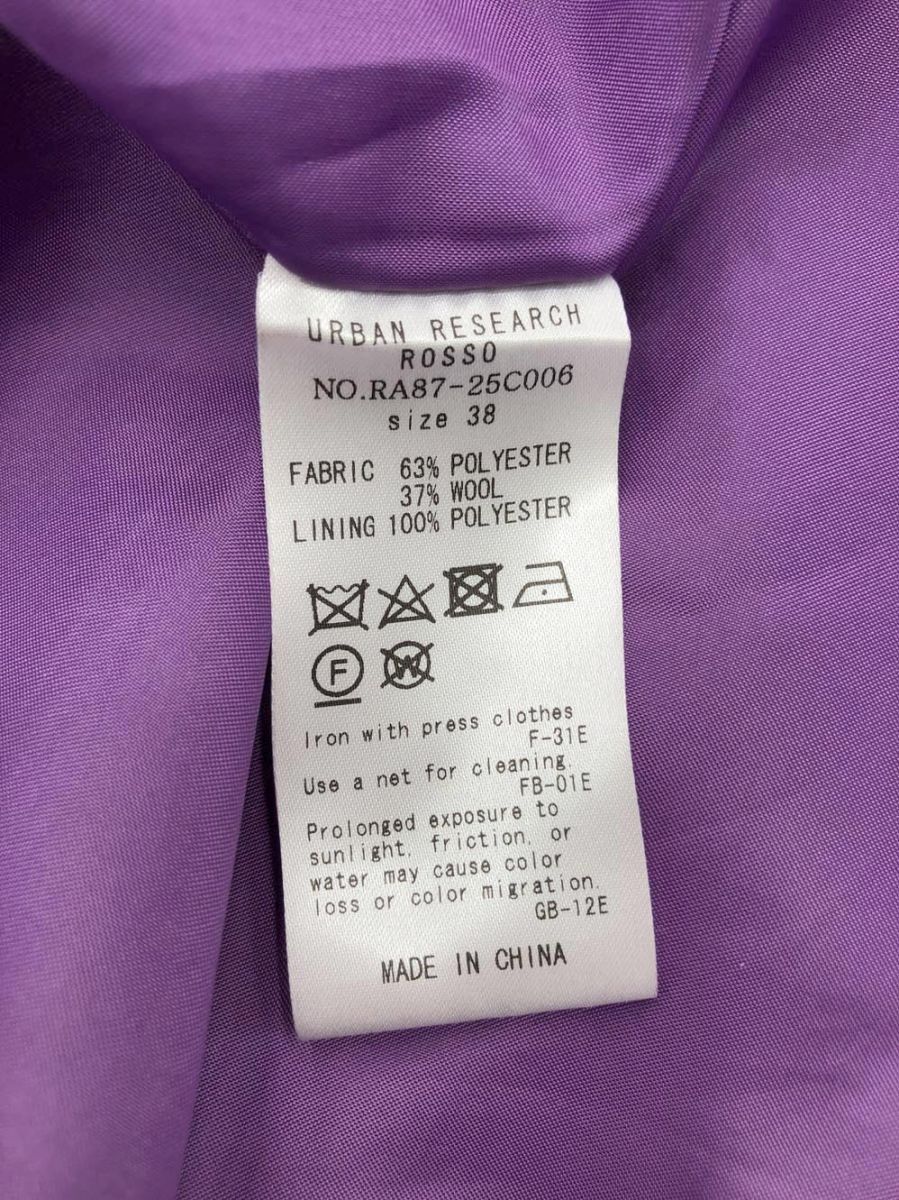 URBAN RESEARCH
ROSSO
NO.RA87-25C006
size 38
FABRIC 63% POLYESTER
37% WOOL
LINING 100% POLYESTER
F W
Iron with press clothes
F-31E
Use a net for cleaning.
FB-01E
Prolonged exposure to
sunlight, friction, or
water may cause color
loss or color migration.
GB-12E
MADE IN CHINA